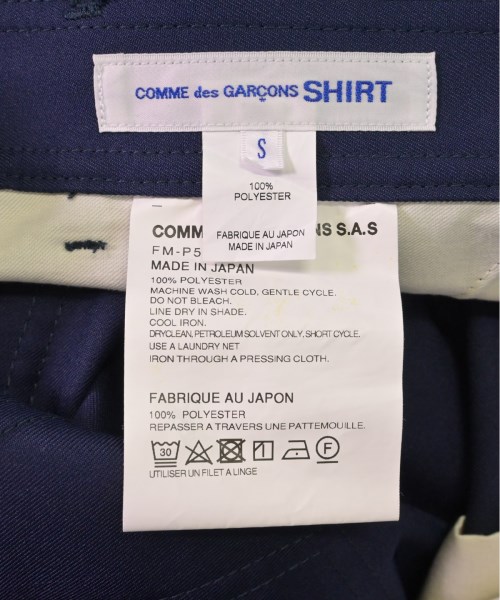 COMME des GARÇONS SHIRT
S
100%
POLYESTER
FABRIQUE AU JAPON
MADE IN JAPAN
COMM NS S.A.S
FM-P5
MADE IN JAPAN
100% POLYESTER
MACHINE WASH COLD, GENTLE CYCLE.
DO NOT BLEACH.
LINE DRY IN SHADE.
COOL IRON.
DRYCLEAN, PETROLEUM SOLVENT ONLY, SHORT CYCLE.
USE A LAUNDRY NET
IRON THROUGH A PRESSING CLOTH.
FABRIQUE AU JAPON
100% POLYESTER
REPASSER A TRAVERS UNE PATTEMOUILLE.
30 F
UTILISER UN FILET A LINGE